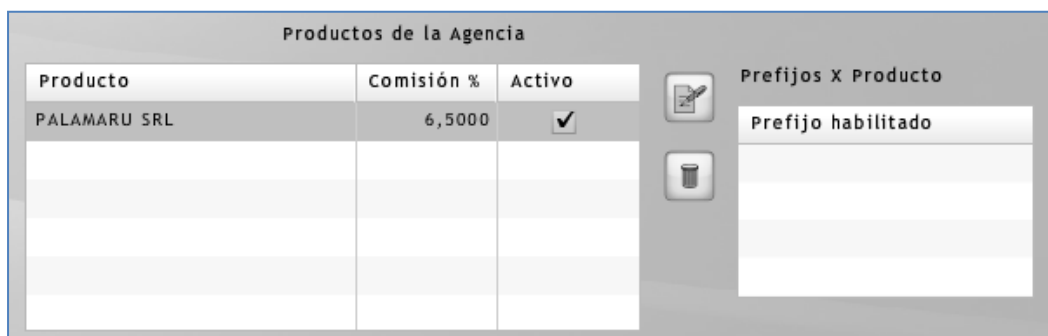 Productos de la Agencia
Producto Comisión % Activo
PALAMARU SRL 6,5000
Prefijos X Producto
Prefijo habilitado